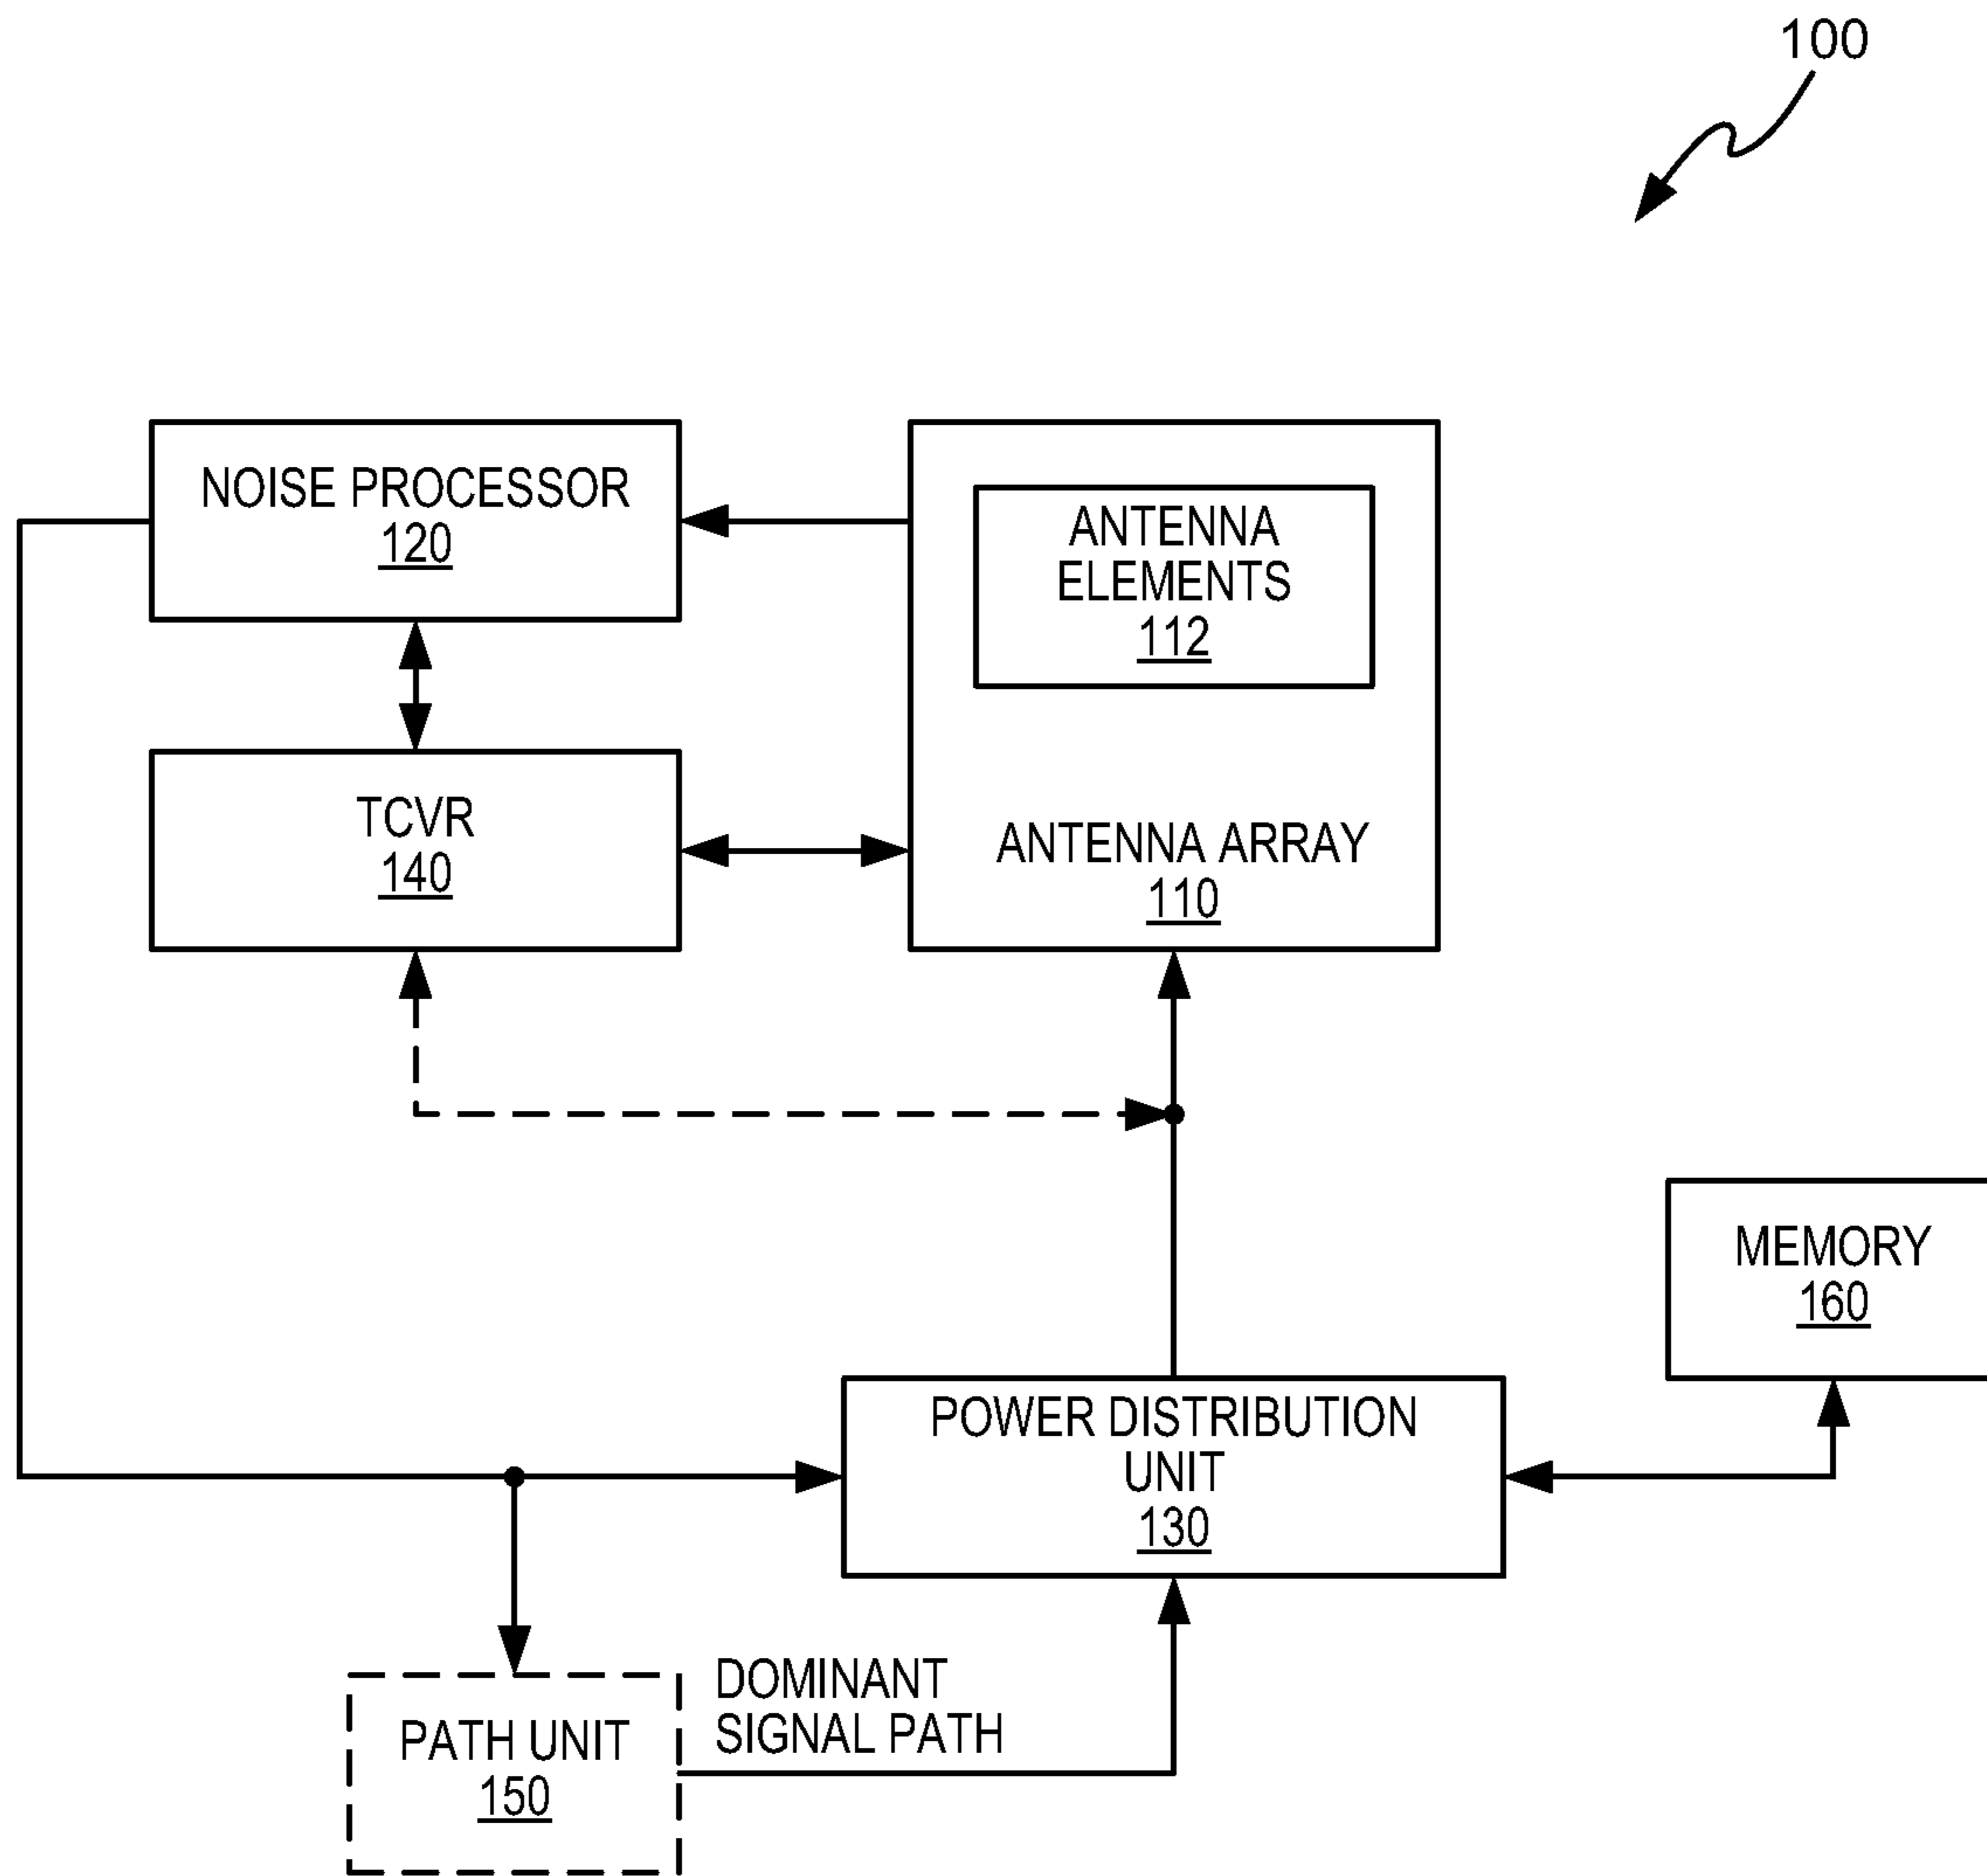 100
NOISE PROCESSOR
120
ANTENNA
ELEMENTS
112
TCVR
140
ANTENNA ARRAY
110
MEMORY
160
POWER DISTRIBUTION
UNIT
130
DOMINANT
SIGNAL PATH
PATH UNIT
150